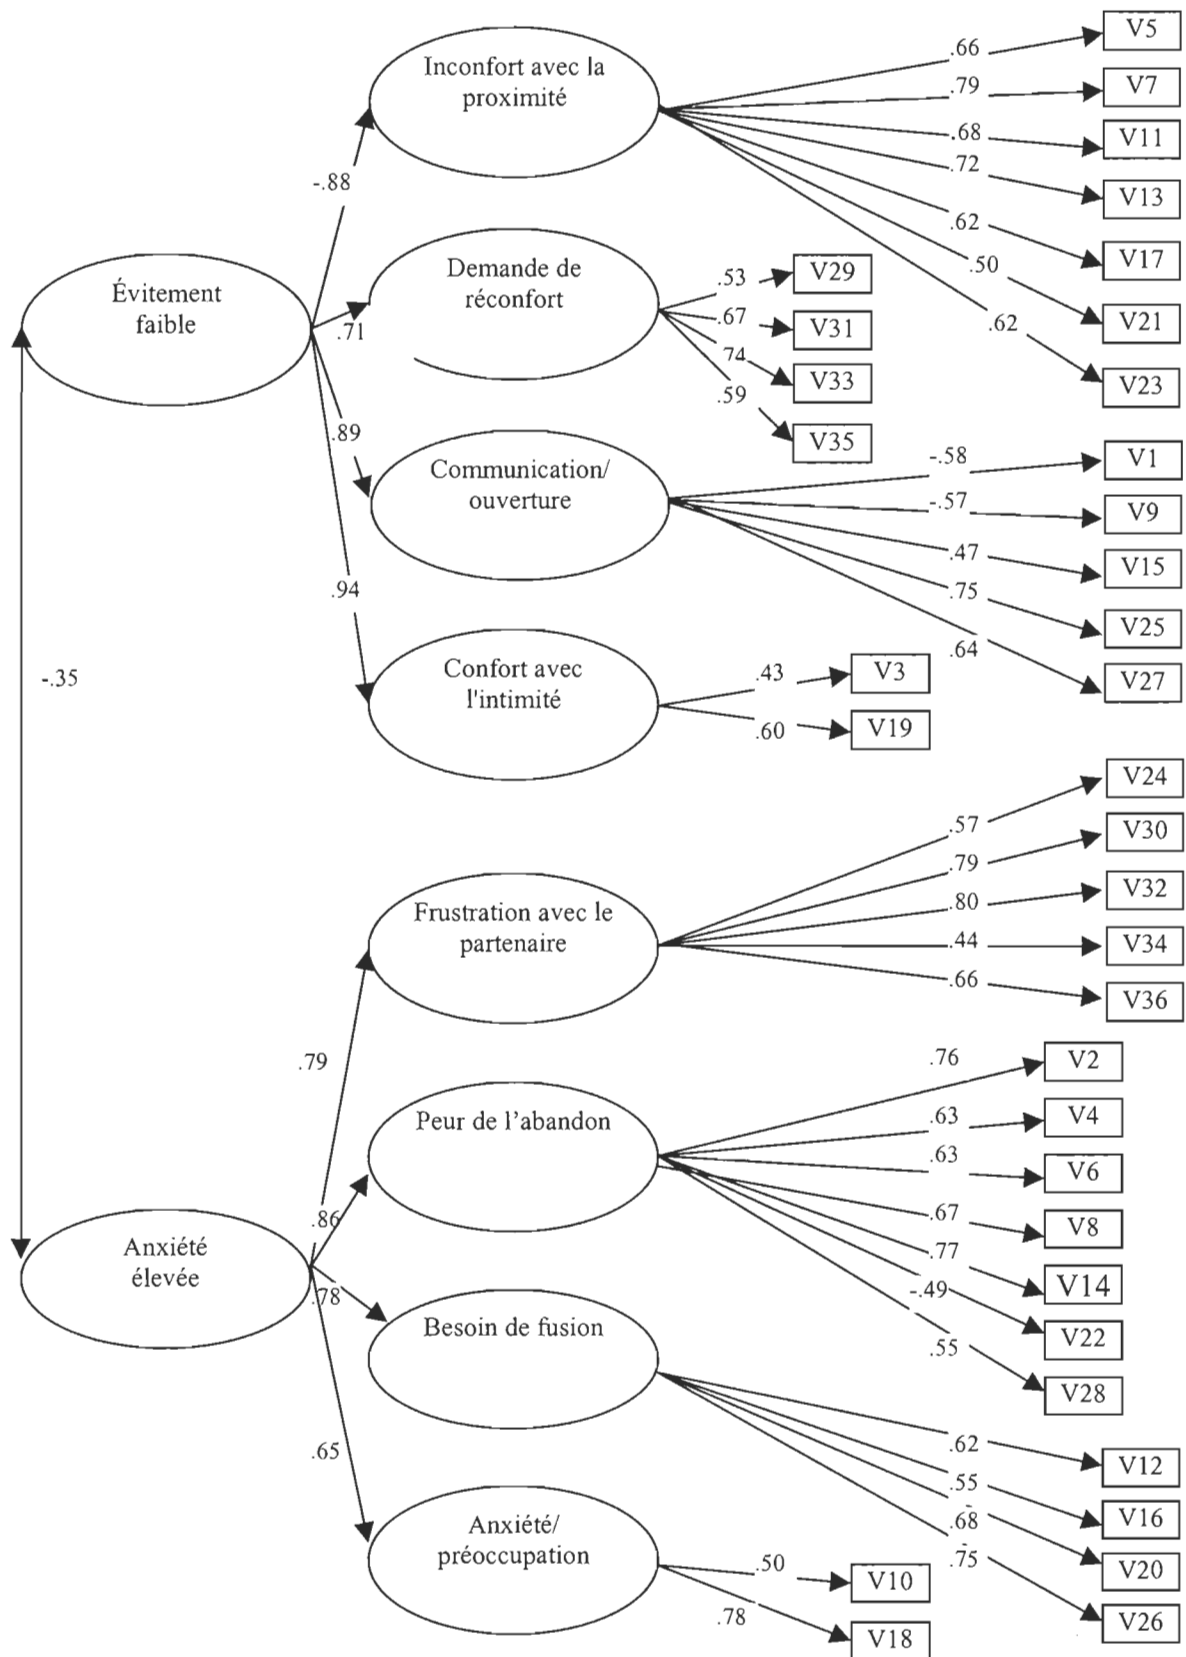 Inconfort avec la
proximité
.66
V5
.79
V7
.68
V11
.72
V13
.62
V17
.50
V21
.62
V23
-.88
Évitement
faible
.71
Demande de
réconfort
.53
V29
.67
V31
74
V33
.59
V35
.89
Communication/
ouverture
-.58
V1
-.57
V9
.47
V15
.75
V25
.64
V27
.94
Confort avec
l'intimité
.43
V3
.60
V19
-.35
Frustration avec le
partenaire
.57
V24
.79
V30
.80
V32
.44
V34
.66
V36
.79
Peur de l’abandon
.76
V2
.63
V4
.63
V6
.67
V8
.77
V14
-.49
V22
.55
V28
.86
Anxiété
élevée
.78
Besoin de fusion
.62
V12
.55
V16
.68
V20
.75
V26
.65
Anxiété/
préoccupation
.50
V10
.78
V18